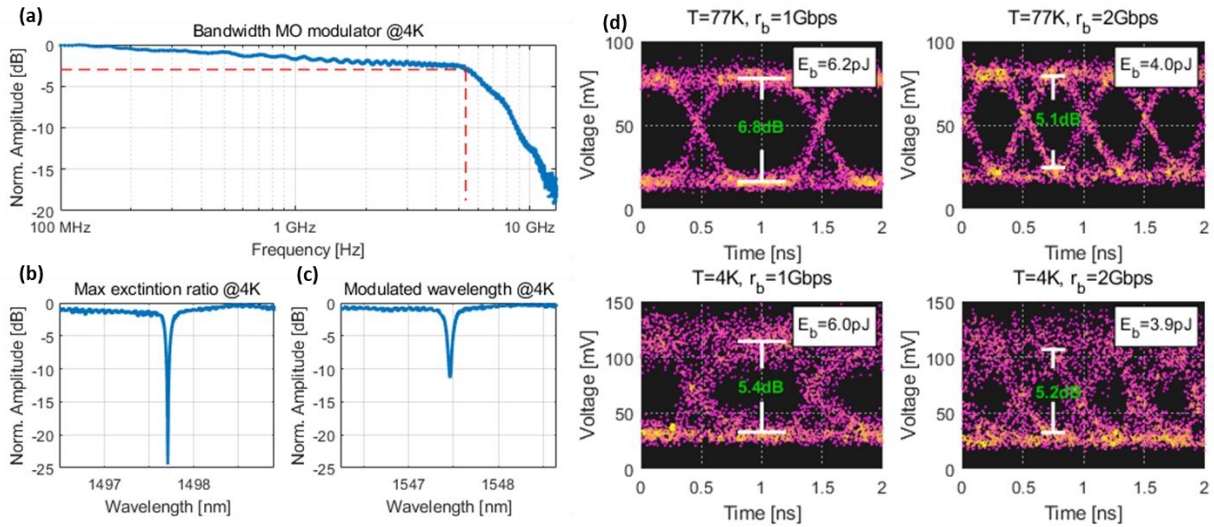 (a)
Bandwidth MO modulator @4K
Norm. Amplitude [dB]
0
-5
-10
-15
-20
100 MHz
1 GHz
10 GHz
Frequency [Hz]
(b)
Max exctintion ratio @4K
Norm. Amplitude [dB]
0
-5
-10
-15
-20
-25
1497
1498
Wavelength [nm]
(c)
Modulated wavelength @4K
Norm. Amplitude [dB]
0
-5
-10
-15
-20
-25
1547
1548
Wavelength [nm]
(d)
T=77K, r_b=1Gbps
E_b=6.2pJ
6.8dB
Voltage [mV]
100
50
0
0
0.5
1
1.5
2
Time [ns]
T=77K, r_b=2Gbps
E_b=4.0pJ
5.1dB
Voltage [mV]
100
50
0
0
0.5
1
1.5
2
Time [ns]
T=4K, r_b=1Gbps
E_b=6.0pJ
5.4dB
Voltage [mV]
150
100
50
0
0
0.5
1
1.5
2
Time [ns]
T=4K, r_b=2Gbps
E_b=3.9pJ
5.2dB
Voltage [mV]
150
100
50
0
0
0.5
1
1.5
2
Time [ns]